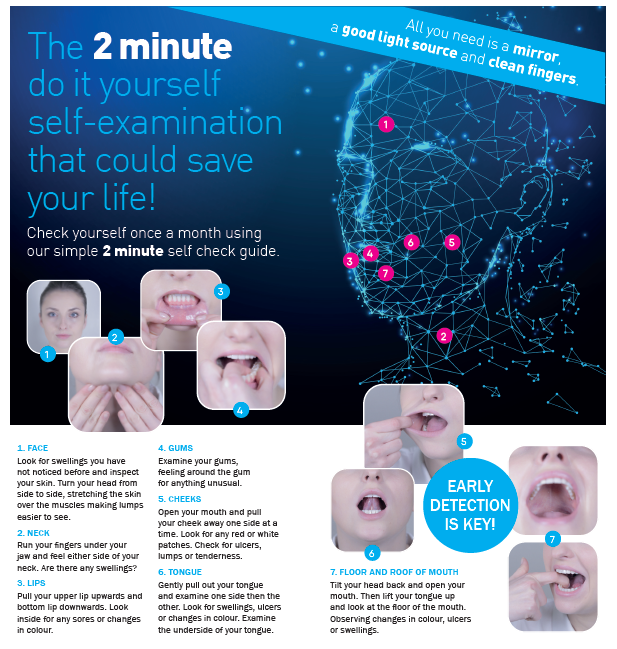 All you need is a mirror,
a good light source and clean fingers.
The 2 minute
do it yourself
self-examination
that could save
your life!
Check yourself once a month using
our simple 2 minute self check guide.
1
6
5
4
3
7
2
3
2
1
4
5
6
7
EARLY
DETECTION
IS KEY!
1. FACE
Look for swellings you have
not noticed before and inspect
your skin. Turn your head from
side to side, stretching the skin
over the muscles making lumps
easier to see.
2. NECK
Run your fingers under your
jaw and feel either side of your
neck. Are there any swellings?
3. LIPS
Pull your upper lip upwards and
bottom lip downwards. Look
inside for any sores or changes
in colour.
4. GUMS
Examine your gums,
feeling around the gum
for anything unusual.
5. CHEEKS
Open your mouth and pull
your cheek away one side at a
time. Look for any red or white
patches. Check for ulcers,
lumps or tenderness.
6. TONGUE
Gently pull out your tongue
and examine one side then the
other. Look for swellings, ulcers
or changes in colour. Examine
the underside of your tongue.
7. FLOOR AND ROOF OF MOUTH
Tilt your head back and open your
mouth. Then lift your tongue up
and look at the floor of the mouth.
Observing changes in colour, ulcers
or swellings.